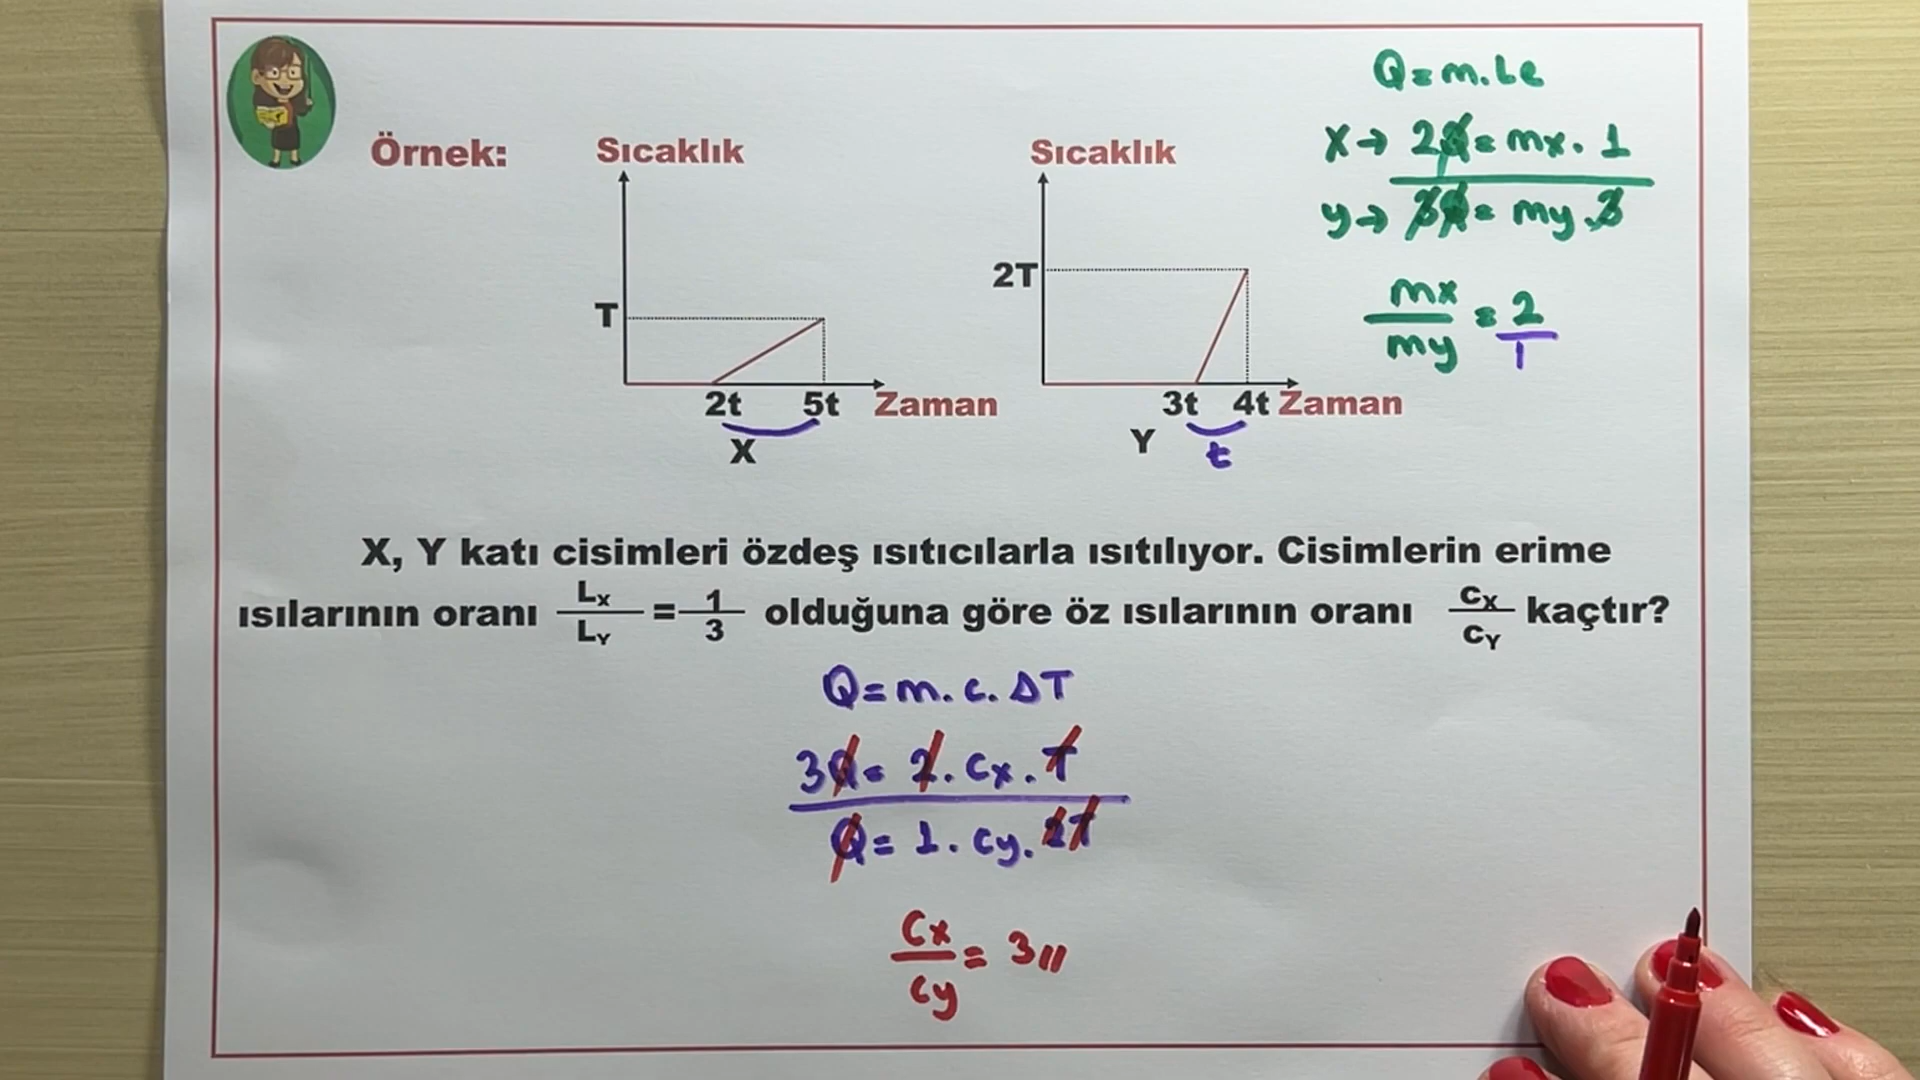 Örnek:
Sıcaklık
T
2t 5t Zaman
X
Sıcaklık
2T
3t 4t Zaman
Y t
Q = m.Le
X → 2Q = mx . 1
y → 3Q = my . 3
mx
my
= 2
1
X, Y katı cisimleri özdeş ısıtıcılarla ısıtılıyor. Cisimlerin erime
ısılarının oranı Lx/LY = 1/3 olduğuna göre öz ısılarının oranı cx/cY kaçtır?
Q = m. c. ΔT
3Q = 2. Cx . T
Q = 1. Cy. 2T
Cx
Cy
= 3//